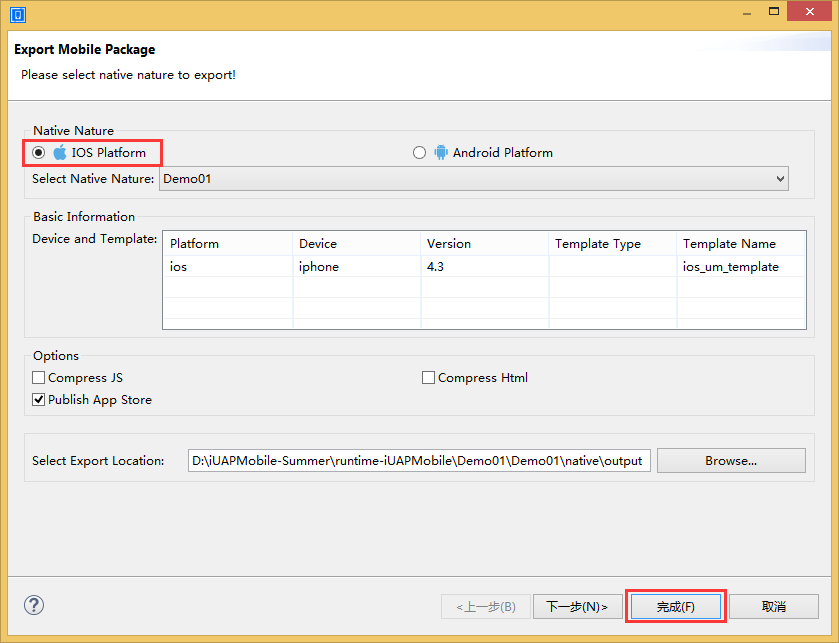 Export Mobile Package
Please select native nature to export!
Native Nature
IOS Platform
Android Platform
Select Native Nature: Demo01
Basic Information
Device and Template:
Platform Device Version Template Type Template Name
ios iphone 4.3 ios_um_template
Options
Compress JS
Compress Html
Publish App Store
Select Export Location: D:\iUAPMobile-Summer\runtime-iUAPMobile\Demo01\Demo01\native\output Browse...
? <上一步(B) 下一步(N)> 完成(F) 取消